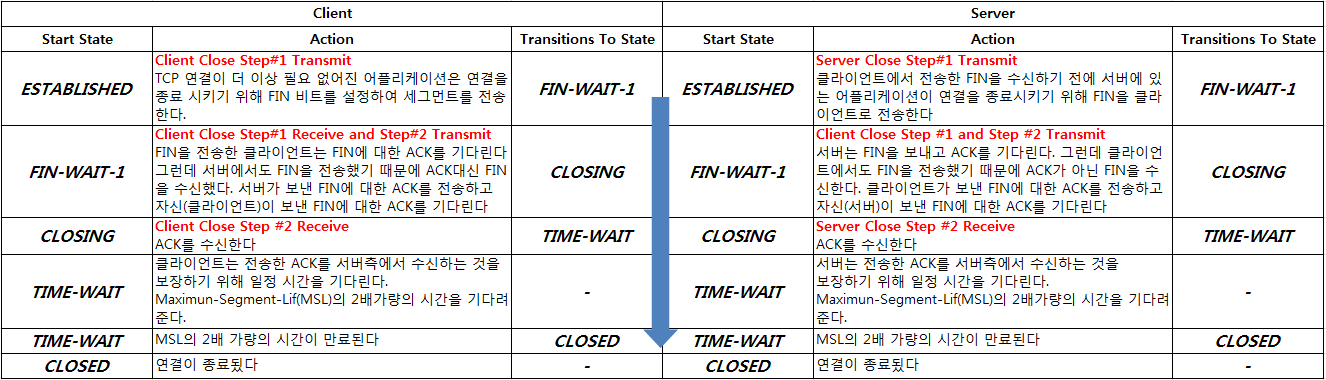 Client
Server
Start State
Action
Transitions To State
Start State
Action
Transitions To State
ESTABLISHED
Client Close Step#1 Transmit
TCP 연결이 더 이상 필요 없어진 어플리케이션은 연결을
종료 시키기 위해 FIN 비트를 설정하여 세그먼트를 전송
한다.
FIN-WAIT-1
ESTABLISHED
Server Close Step#1 Transmit
클라이언트에서 전송한 FIN을 수신하기 전에 서버에 있
는 어플리케이션이 연결을 종료시키기 위해 FIN을 클라
이언트로 전송한다
FIN-WAIT-1
FIN-WAIT-1
Client Close Step#1 Receive and Step#2 Transmit
FIN을 전송한 클라이언트는 FIN에 대한 ACK를 기다린다
그런데 서버에서도 FIN을 전송했기 때문에 ACK대신 FIN
을 수신했다. 서버가 보낸 FIN에 대한 ACK를 전송하고
자신(클라이언트)이 보낸 FIN에 대한 ACK를 기다린다
CLOSING
FIN-WAIT-1
Client Close Step #1 and Step #2 Transmit
서버는 FIN을 보내고 ACK를 기다린다. 그런데 클라이언
트에서도 FIN을 전송했기 때문에 ACK가 아닌 FIN을 수
신한다. 클라이언트가 보낸 FIN에 대한 ACK를 전송하고
자신(서버)이 보낸 FIN에 대한 ACK를 기다린다
CLOSING
CLOSING
Client Close Step #2 Receive
ACK를 수신한다
TIME-WAIT
CLOSING
Server Close Step #2 Receive
ACK를 수신한다
TIME-WAIT
TIME-WAIT
클라이언트는 전송한 ACK를 서버측에서 수신하는 것을
보장하기 위해 일정 시간을 기다린다.
Maximun-Segment-Lif(MSL)의 2배가량의 시간을 기다려
준다.
-
TIME-WAIT
서버는 전송한 ACK를 서버측에서 수신하는 것을
보장하기 위해 일정 시간을 기다린다.
Maximun-Segment-Lif(MSL)의 2배가량의 시간을 기다려
준다.
-
TIME-WAIT
MSL의 2배 가량의 시간이 만료된다
CLOSED
TIME-WAIT
MSL의 2배 가량의 시간이 만료된다
CLOSED
CLOSED
연결이 종료됬다
-
CLOSED
연결이 종료됬다
-